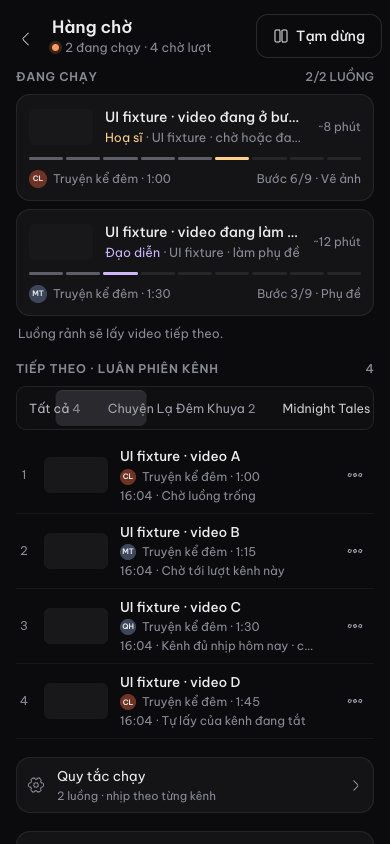 Hàng chờ
2 đang chạy · 4 chờ lượt
Tạm dừng
ĐANG CHẠY
2/2 LUỒNG
UI fixture · video đang ở bư...
~8 phút
Hoạ sĩ · UI fixture · chờ hoặc đa...
CL Truyện kể đêm · 1:00
Bước 6/9 · Vẽ ảnh
UI fixture · video đang làm ...
~12 phút
Đạo diễn · UI fixture · làm phụ đề
MT Truyện kể đêm · 1:30
Bước 3/9 · Phụ đề
Luồng rảnh sẽ lấy video tiếp theo.
TIẾP THEO · LUÂN PHIÊN KÊNH
4
Tất cả 4
Chuyện Lạ Đêm Khuya 2
Midnight Tales
1
UI fixture · video A
CL Truyện kể đêm · 1:00
16:04 · Chờ luồng trống
2
UI fixture · video B
MT Truyện kể đêm · 1:15
16:04 · Chờ tới lượt kênh này
3
UI fixture · video C
QH Truyện kể đêm · 1:30
16:04 · Kênh đủ nhịp hôm nay · c...
4
UI fixture · video D
CL Truyện kể đêm · 1:45
16:04 · Tự lấy của kênh đang tắt
Quy tắc chạy
2 luồng · nhịp theo từng kênh